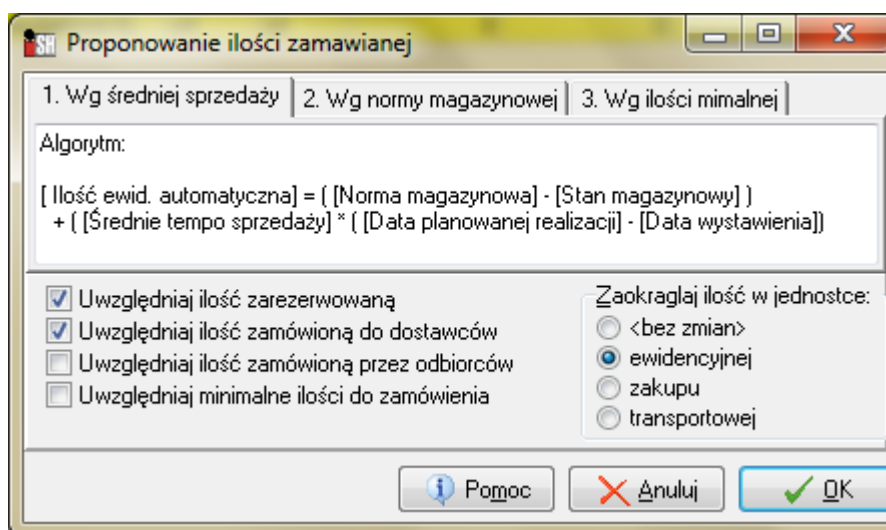 Proponowanie ilości zamawianej
1. Wg średniej sprzedaży 2. Wg normy magazynowej 3. Wg ilości mimalnej
Algorytm:
[ Ilość ewid. automatyczna] = ( [Norma magazynowa] - [Stan magazynowy] )
+ ( [Średnie tempo sprzedaży] * ( [Data planowanej realizacji] - [Data wystawienia])
Uwzględniaj ilość zarezerwowaną
Uwzględniaj ilość zamówioną do dostawców
Uwzględniaj ilość zamówioną przez odbiorców
Uwzględniaj minimalne ilości do zamówienia
Zaokraglaj ilość w jednostce:
<bez zmian>
ewidencyjnej
zakupu
transportowej
Pomoc Anuluj OK